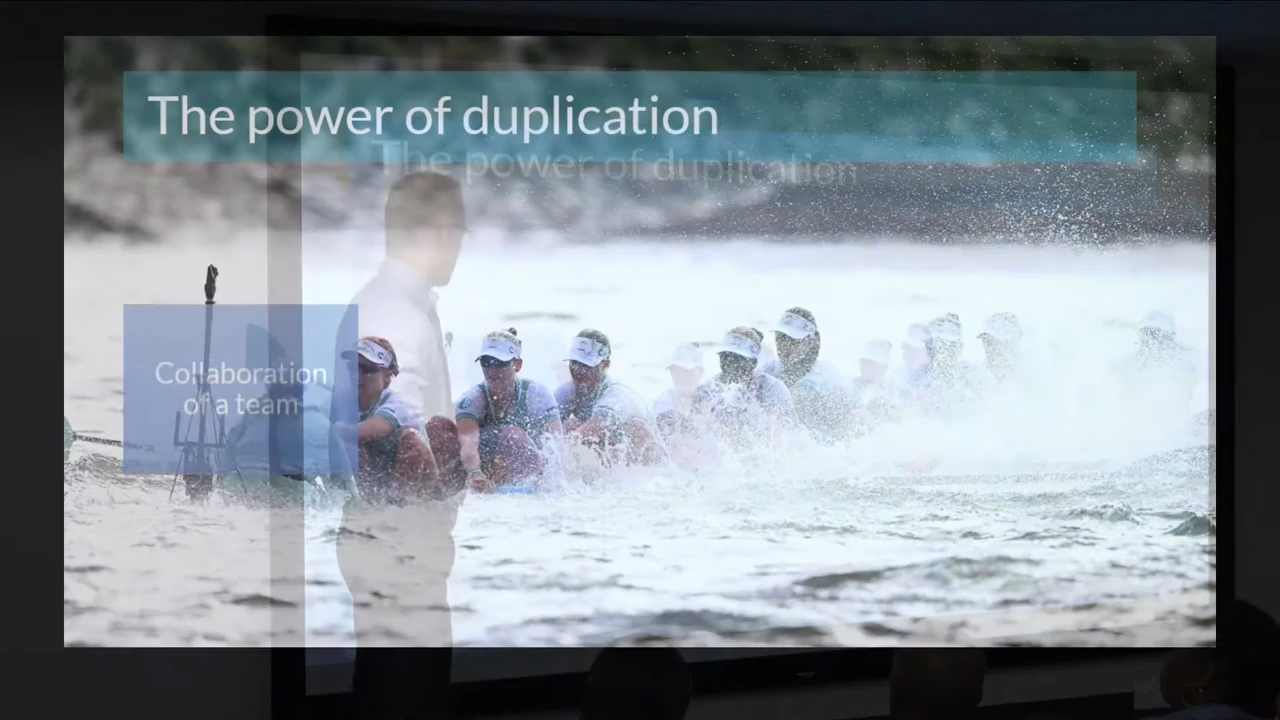 The power of duplication
The power of duplication
Collaboration
of a team